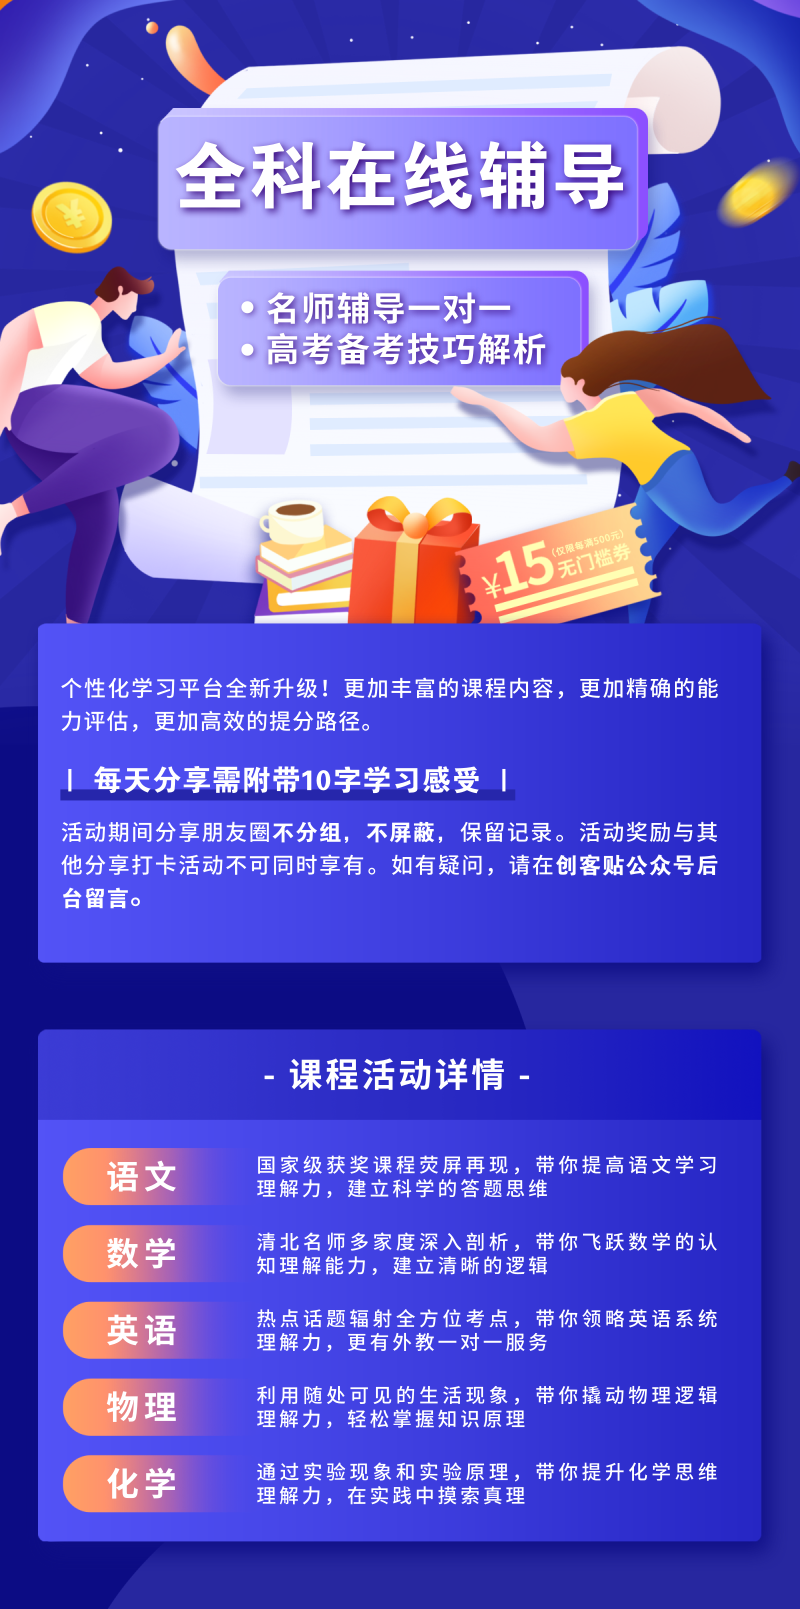 全科在线辅导
• 名师辅导一对一
• 高考备考技巧解析
¥15
(仅限每满500元)
无门槛券
个性化学习平台全新升级！更加丰富的课程内容，更加精确的能
力评估，更加高效的提分路径。
| 每天分享需附带10字学习感受 |
活动期间分享朋友圈不分组，不屏蔽，保留记录。活动奖励与其
他分享打卡活动不可同时享有。如有疑问，请在创客贴公众号后
台留言。
- 课程活动详情 -
语文
国家级获奖课程荧屏再现，带你提高语文学习
理解力，建立科学的答题思维
数学
清北名师多家度深入剖析，带你飞跃数学的认
知理解能力，建立清晰的逻辑
英语
热点话题辐射全方位考点，带你领略英语系统
理解力，更有外教一对一服务
物理
利用随处可见的生活现象，带你撬动物理逻辑
理解力，轻松掌握知识原理
化学
通过实验现象和实验原理，带你提升化学思维
理解力，在实践中摸索真理